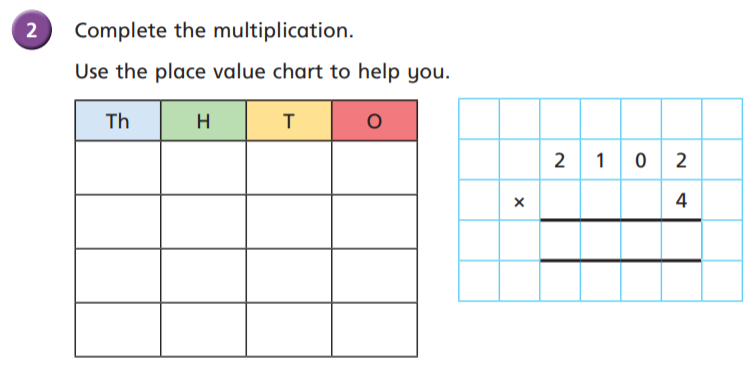 2 Complete the multiplication.
Use the place value chart to help you.
Th H T O
2 1 0 2
× 4